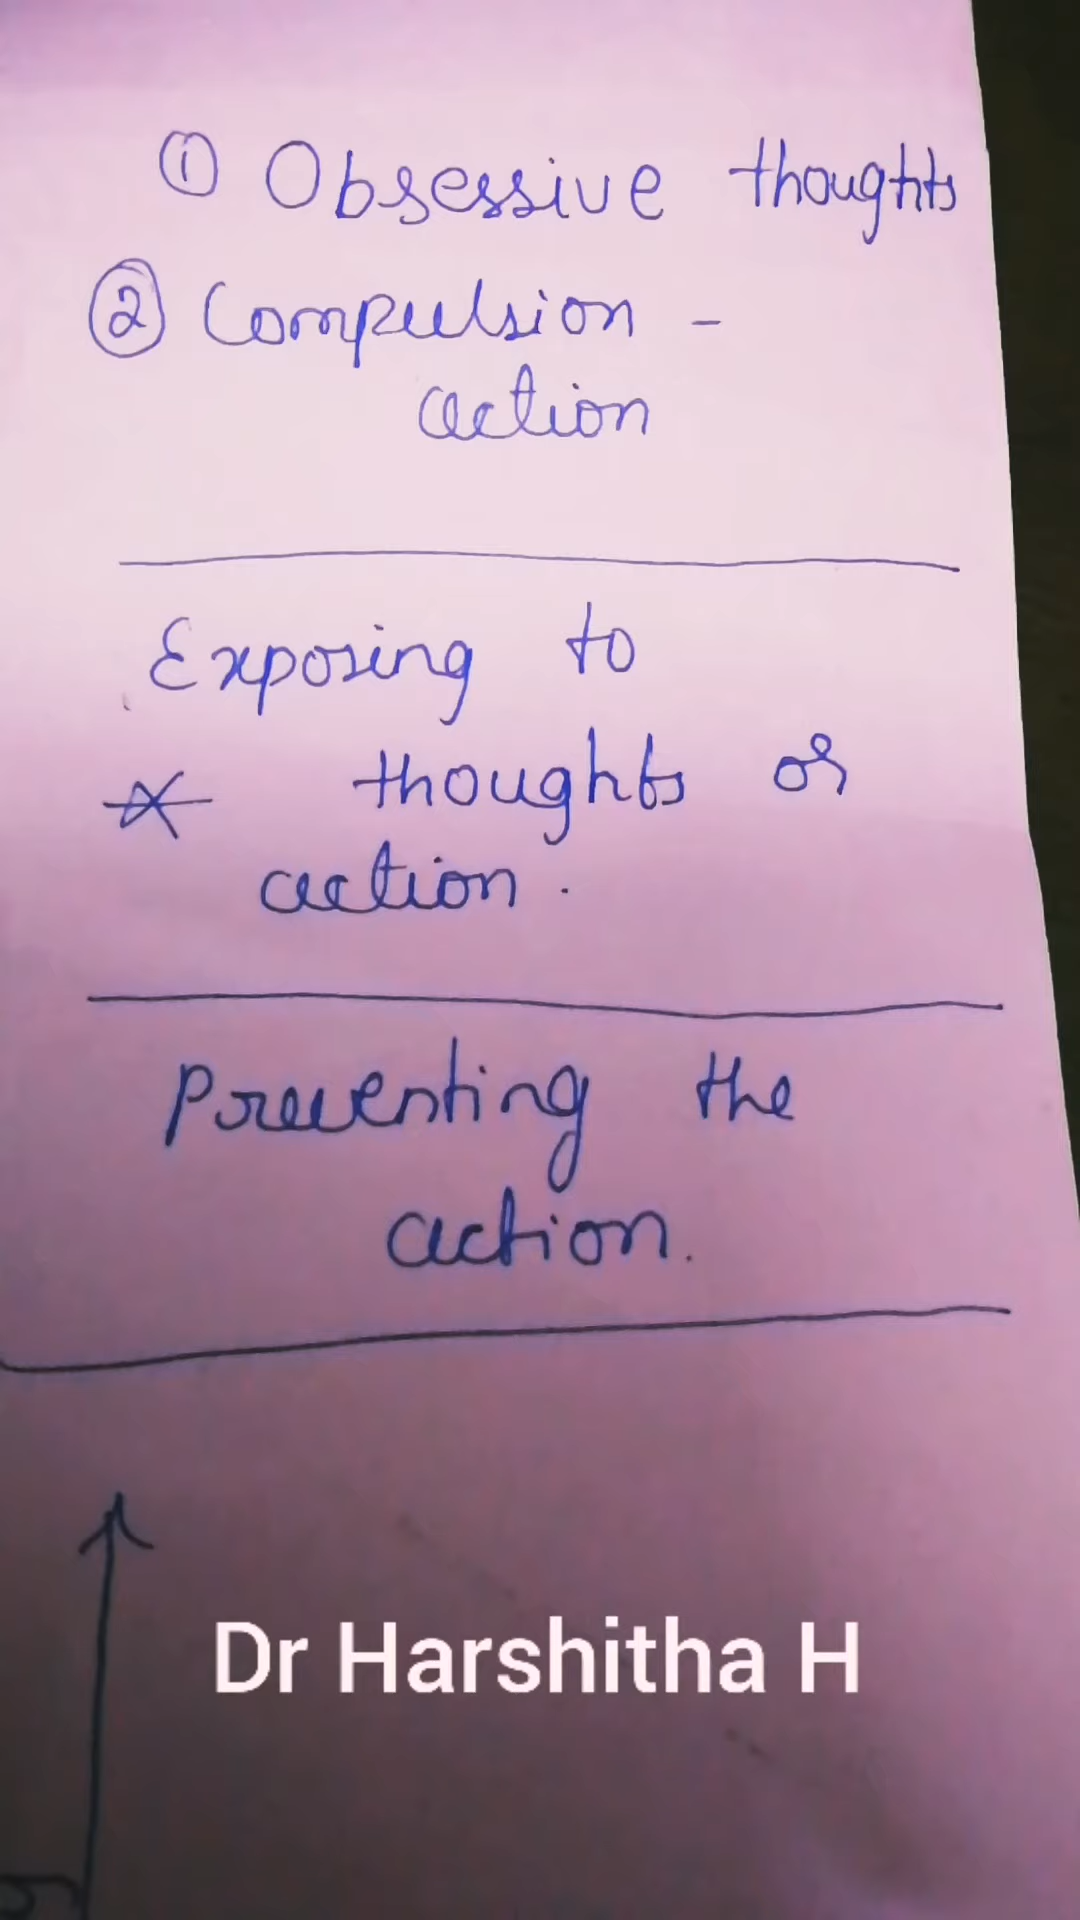 ① Obsessive thoughts
② Compulsion -
action
Exposing to
* thoughts or
action.
Preventing the
action.
Dr Harshitha H